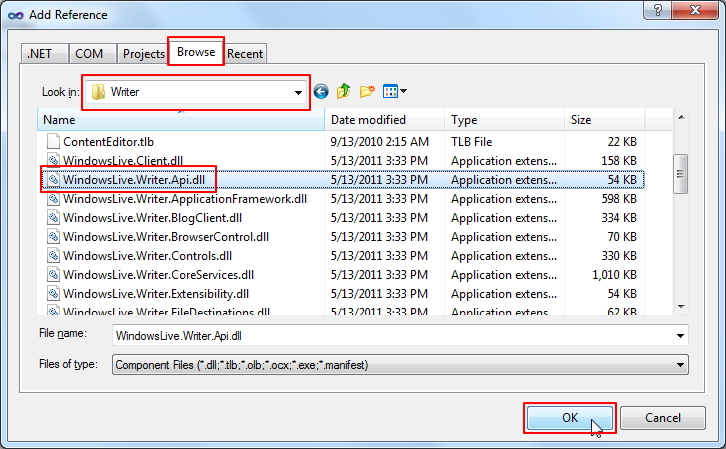 Add Reference
.NET COM Projects Browse Recent
Look in: Writer
Name Date modified Type Size
ContentEditor.tlb 9/13/2010 2:15 AM TLB File 22 KB
WindowsLive.Client.dll 5/13/2011 3:33 PM Application extens... 158 KB
WindowsLive.Writer.Api.dll 5/13/2011 3:33 PM Application extens... 54 KB
WindowsLive.Writer.ApplicationFramework.dll 5/13/2011 3:33 PM Application extens... 598 KB
WindowsLive.Writer.BlogClient.dll 5/13/2011 3:33 PM Application extens... 334 KB
WindowsLive.Writer.BrowserControl.dll 5/13/2011 3:33 PM Application extens... 70 KB
WindowsLive.Writer.Controls.dll 5/13/2011 3:33 PM Application extens... 330 KB
WindowsLive.Writer.CoreServices.dll 5/13/2011 3:33 PM Application extens... 1,010 KB
WindowsLive.Writer.Extensibility.dll 5/13/2011 3:33 PM Application extens... 54 KB
WindowsLive.Writer.FileDestinations.dll 5/13/2011 3:33 PM Application extens... 62 KB
File name: WindowsLive.Writer.Api.dll
Files of type: Component Files (*.dll;*.tlb;*.olb;*.ocx;*.exe;*.manifest)
OK Cancel